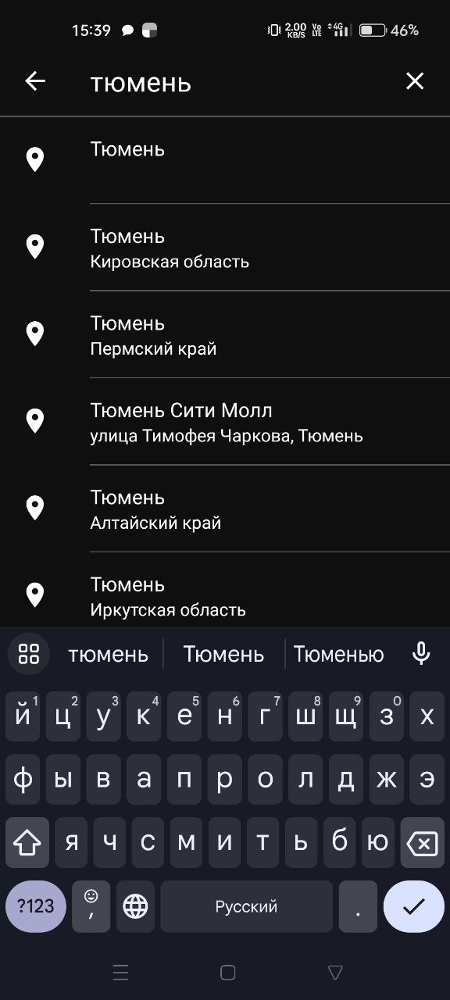 15:39 2.00 KB/S Vo LTE 4G 46%
тюмень
Тюмень
Тюмень
Кировская область
Тюмень
Пермский край
Тюмень Сити Молл
улица Тимофея Чаркова, Тюмень
Тюмень
Алтайский край
Тюмень
Иркутская область
тюмень Тюмень Тюменью
й1 ц2 у3 к4 е5 н6 г7 ш8 щ9 з0 х
ф ы в а п р о л д ж э
я ч с м и т ь б ю
?123 , Русский .